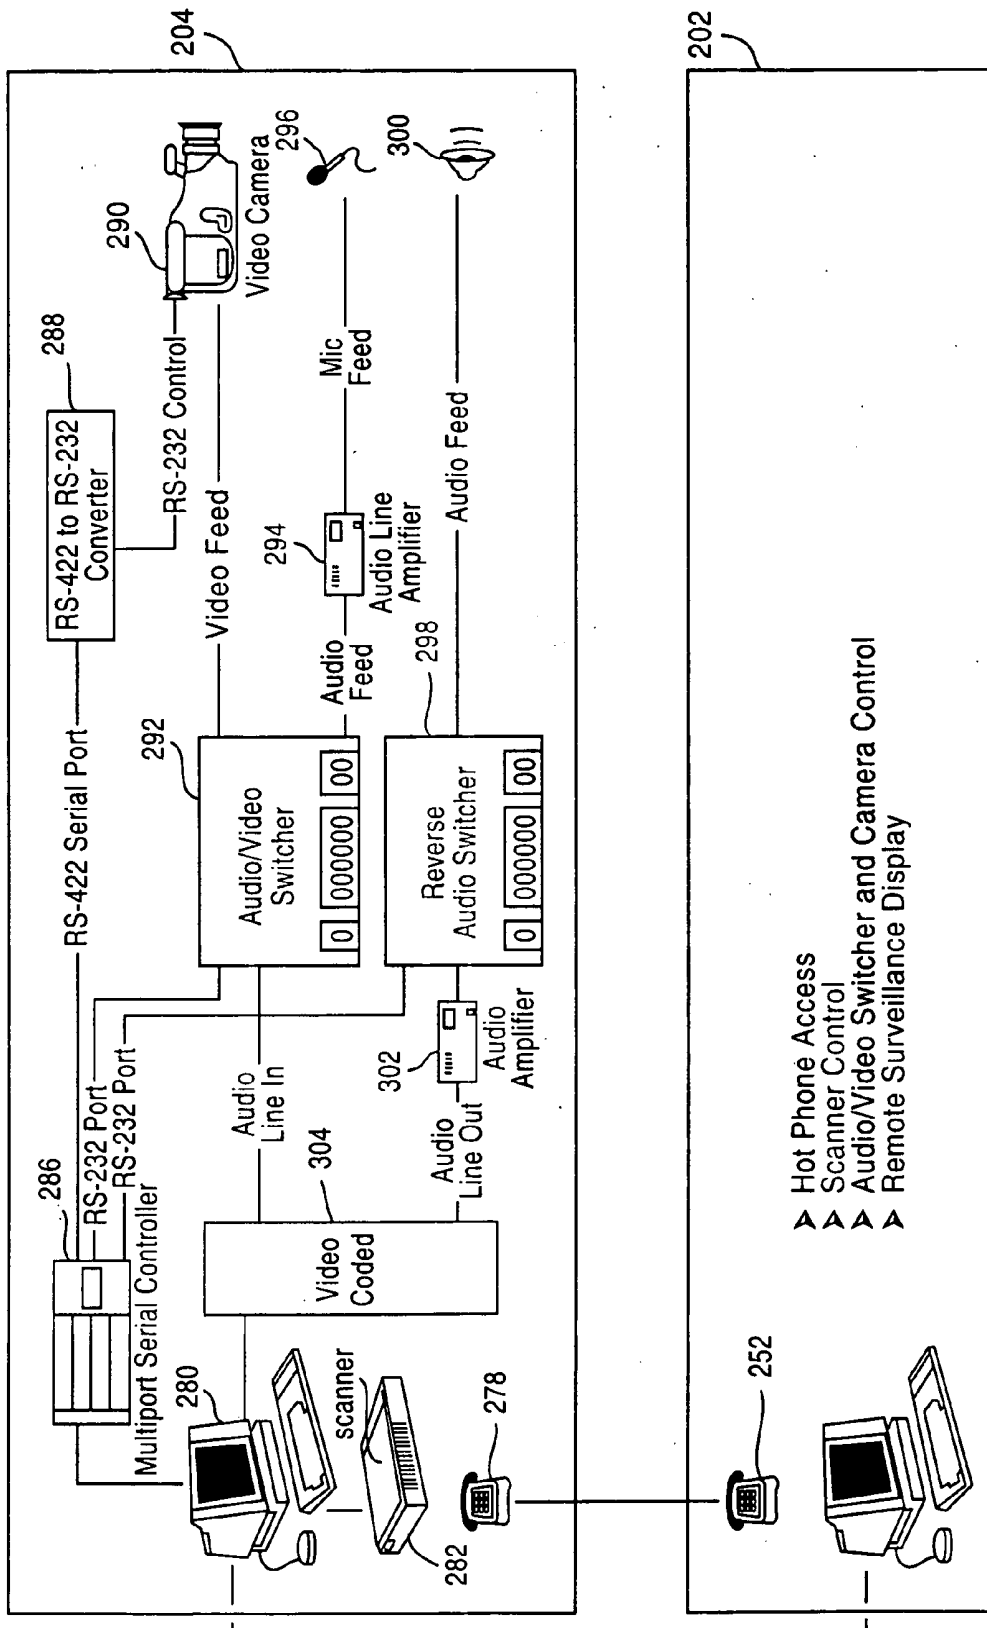 204
286
RS-422 Serial Port
RS-422 to RS-232
Converter
288
RS-232 Port
RS-232 Port
Multiport Serial Controller
RS-232 Control
290
Video Camera
280
292
Video Feed
Audio
Line In
Audio/Video
Switcher
0 000000 00
Audio
Feed
294
Audio Line
Amplifier
Mic
Feed
296
scanner
304
Video
Coded
282
278
302
Audio
Line Out
Audio
Amplifier
298
Reverse
Audio Switcher
0 000000 00
Audio Feed
300
202
252
➤ Hot Phone Access
➤ Scanner Control
➤ Audio/Video Switcher and Camera Control
➤ Remote Surveillance Display